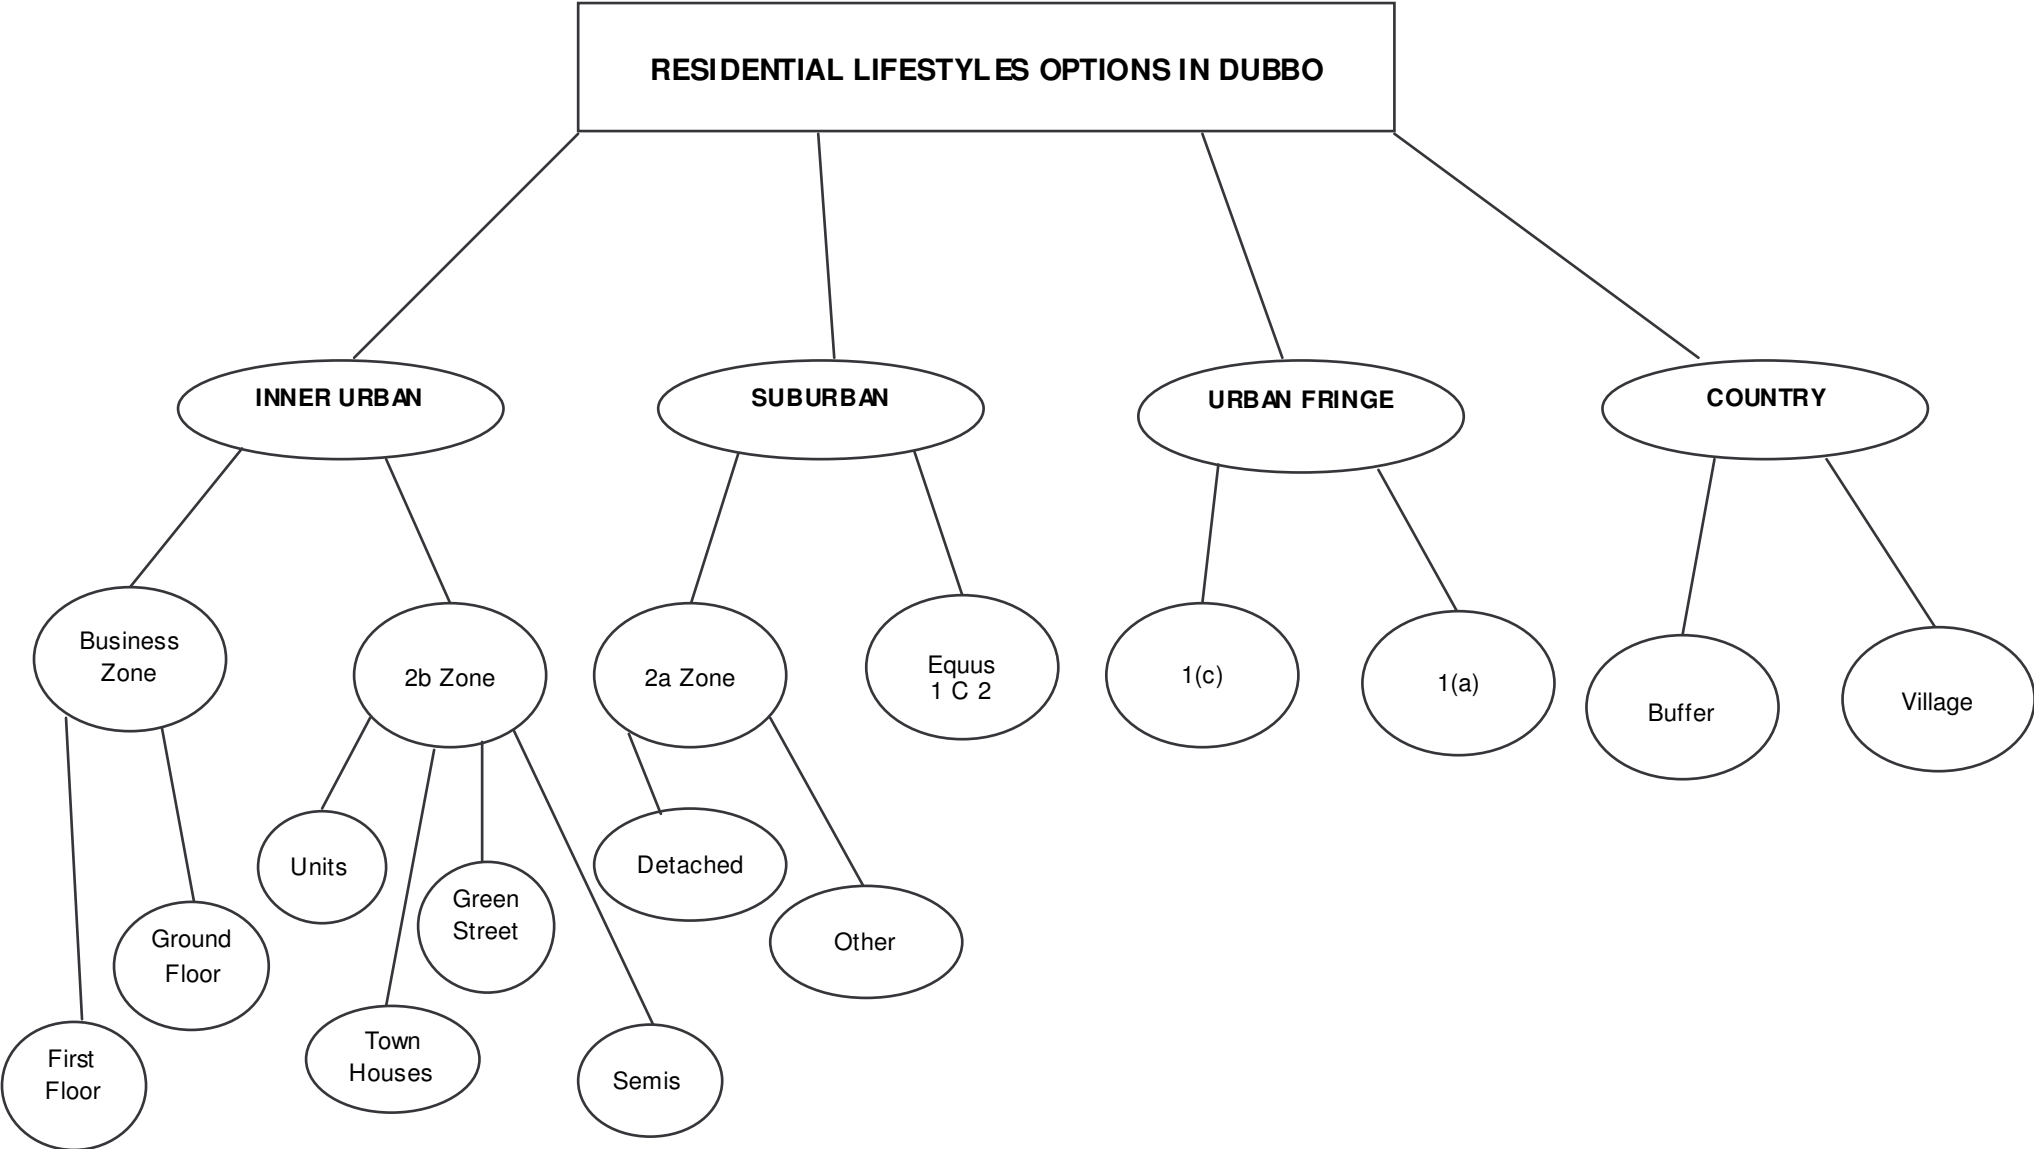 RESIDENTIAL LIFESTYLES OPTIONS IN DUBBO
INNER URBAN
SUBURBAN
URBAN FRINGE
COUNTRY
Business
Zone
2b Zone
2a Zone
Equus
1 C 2
1(c)
1(a)
Buffer
Village
Units
Green
Street
Detached
Other
Ground
Floor
First
Floor
Town
Houses
Semis